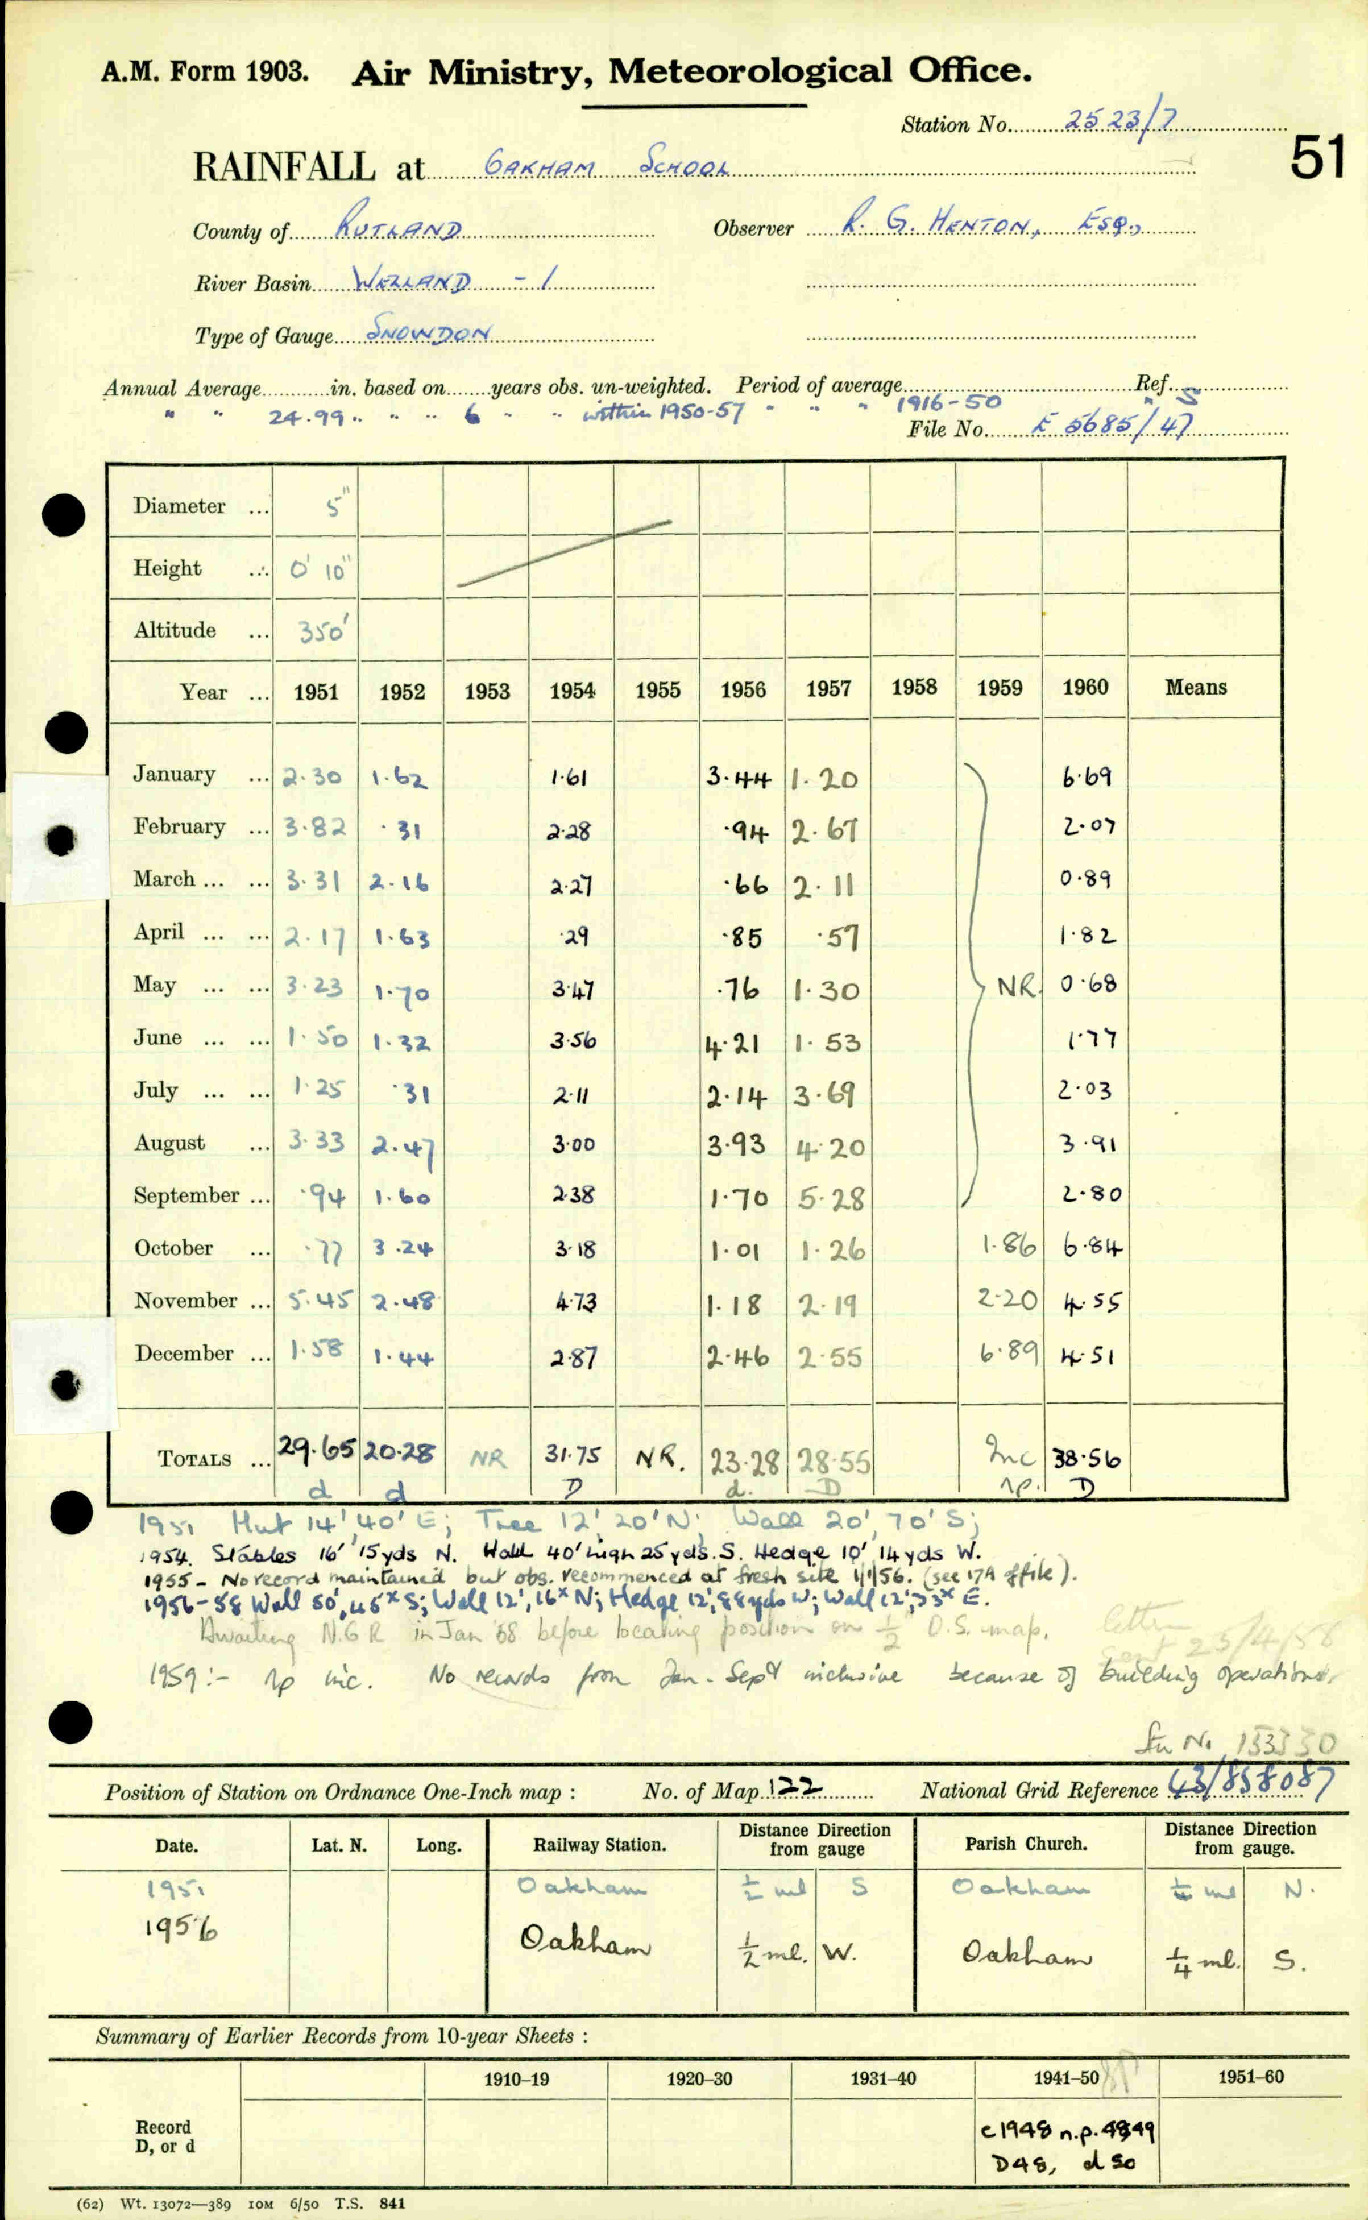 A.M. Form 1903. Air Ministry, Meteorological Office.
Station No. 2523/7
51
RAINFALL at OAKHAM SCHOOL
County of RUTLAND Observer R. G. HENTON, ESQ.,
River Basin WELLAND - 1
Type of Gauge SNOWDON
Annual Average in. based on years obs. un-weighted. Period of average Ref.
" " 24.99 " " " 6 " " within 1950-57 " " " 1916-50 " S
File No. E 5685/47
Diameter ... 5"
Height ... 0' 10"
Altitude ... 350'
Year ... 1951 1952 1953 1954 1955 1956 1957 1958 1959 1960 Means
January ... 2.30 1.62 1.61 3.44 1.20 6.69
February ... 3.82 .31 2.28 .94 2.67 2.07
March ... ... 3.31 2.16 2.27 .66 2.11 0.89
April ... ... 2.17 1.63 .29 .85 .57 1.82
May ... ... 3.23 1.70 3.47 .76 1.30 NR. 0.68
June ... ... 1.50 1.32 3.56 4.21 1.53 1.77
July ... ... 1.25 .31 2.11 2.14 3.69 2.03
August ... 3.33 2.47 3.00 3.93 4.20 3.91
September ... .94 1.60 2.38 1.70 5.28 2.80
October ... .77 3.24 3.18 1.01 1.26 1.86 6.84
November ... 5.45 2.48 4.73 1.18 2.19 2.20 4.55
December ... 1.58 1.44 2.87 2.46 2.55 6.89 4.51
TOTALS ... 29.65 20.28 NR 31.75 NR. 23.28 28.55 Inc 38.56
d d D d. D np. D
1951 Hut 14', 40' E; Tree 12', 20' N; Wall 20', 70' S;
1954. Stables 16' 15yds N. Wall 40' high 25yds. S. Hedge 10' 14yds W.
1955 - No record maintained but obs. recommenced at fresh site 1/1/56. (see 17A of file).
1956-58 Wall 50', 45x S; Wall 12', 16x N; Hedge 12', 88yds W; Wall 12', 33x E.
Awaiting N.G.R in Jan '58 before locating position on ½" O.S. map. letter
sent 25/4/58
1959 :- np inc. No records from Jan - Sept inclusive because of building operations.
Stn No. 153330
Position of Station on Ordnance One-Inch map : No. of Map 122 National Grid Reference 43/858087
Date. Lat. N. Long. Railway Station. Distance from Direction gauge Parish Church. Distance from Direction gauge.
1951 Oakham ½ ml S Oakham ¼ ml N.
1956 Oakham ½ ml. W. Oakham ¼ ml. S.
Summary of Earlier Records from 10-year Sheets :
1910–19 1920–30 1931–40 1941–50 1951–60
Record c1948 n.p. 4849
D, or d D48, d 50
(62) Wt. 13072—389 10M 6/50 T.S. 841